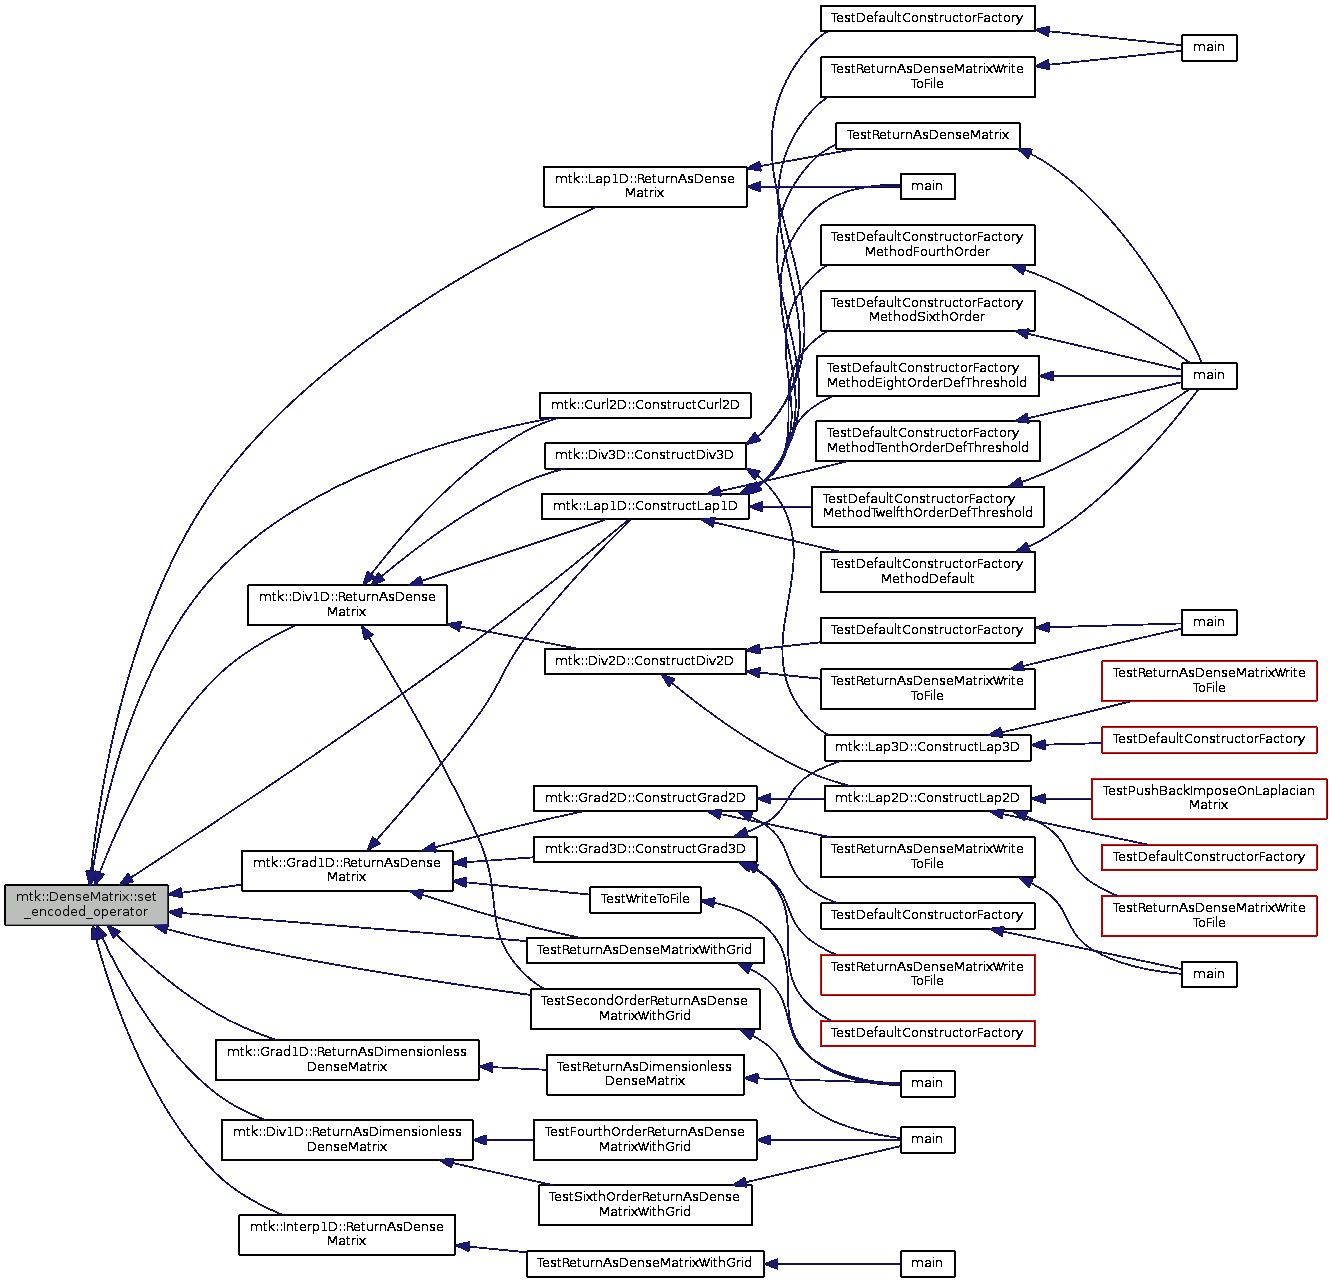 TestDefaultConstructorFactory
main
TestReturnAsDenseMatrixWrite
ToFile
TestReturnAsDenseMatrix
mtk::Lap1D::ReturnAsDense
Matrix
main
TestDefaultConstructorFactory
MethodFourthOrder
TestDefaultConstructorFactory
MethodSixthOrder
TestDefaultConstructorFactory
MethodEightOrderDefThreshold
main
mtk::Curl2D::ConstructCurl2D
TestDefaultConstructorFactory
MethodTenthOrderDefThreshold
mtk::Div3D::ConstructDiv3D
mtk::Lap1D::ConstructLap1D
TestDefaultConstructorFactory
MethodTwelfthOrderDefThreshold
TestDefaultConstructorFactory
MethodDefault
mtk::Div1D::ReturnAsDense
Matrix
TestDefaultConstructorFactory
main
mtk::Div2D::ConstructDiv2D
TestReturnAsDenseMatrixWrite
ToFile
TestReturnAsDenseMatrixWrite
ToFile
mtk::Lap3D::ConstructLap3D
TestDefaultConstructorFactory
mtk::Grad2D::ConstructGrad2D
mtk::Lap2D::ConstructLap2D
TestPushBackImposeOnLaplacian
Matrix
mtk::Grad3D::ConstructGrad3D
TestReturnAsDenseMatrixWrite
ToFile
TestDefaultConstructorFactory
mtk::Grad1D::ReturnAsDense
Matrix
mtk::DenseMatrix::set
_encoded_operator
TestWriteToFile
TestDefaultConstructorFactory
TestReturnAsDenseMatrixWrite
ToFile
TestReturnAsDenseMatrixWithGrid
TestReturnAsDenseMatrixWrite
ToFile
main
TestSecondOrderReturnAsDense
MatrixWithGrid
TestDefaultConstructorFactory
mtk::Grad1D::ReturnAsDimensionless
DenseMatrix
TestReturnAsDimensionless
DenseMatrix
main
mtk::Div1D::ReturnAsDimensionless
DenseMatrix
TestFourthOrderReturnAsDense
MatrixWithGrid
main
TestSixthOrderReturnAsDense
MatrixWithGrid
mtk::Interp1D::ReturnAsDense
Matrix
TestReturnAsDenseMatrixWithGrid
main